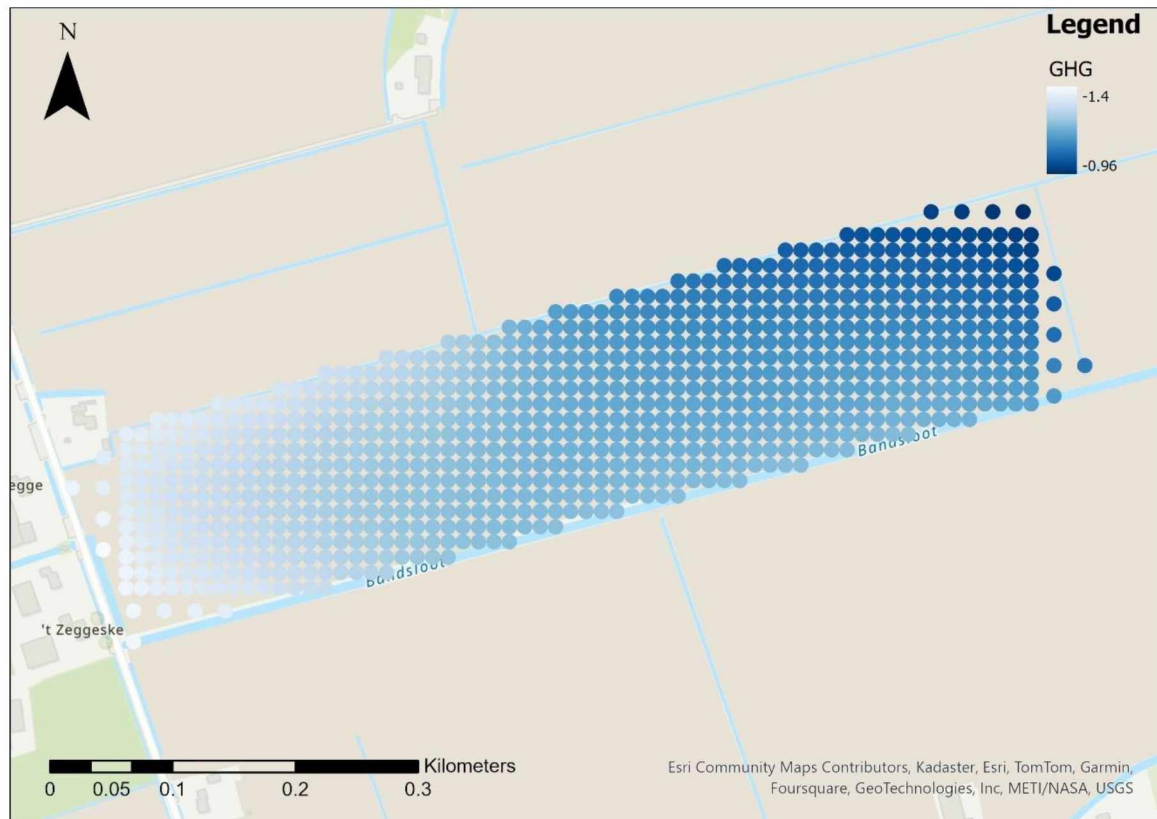 N
Legend
GHG
-1.4
-0.96
Bandsloot
egge
Bandsloot
't Zeggeske
Kilometers
0 0.05 0.1 0.2 0.3
Esri Community Maps Contributors, Kadaster, Esri, TomTom, Garmin,
Foursquare, GeoTechnologies, Inc, METI/NASA, USGS